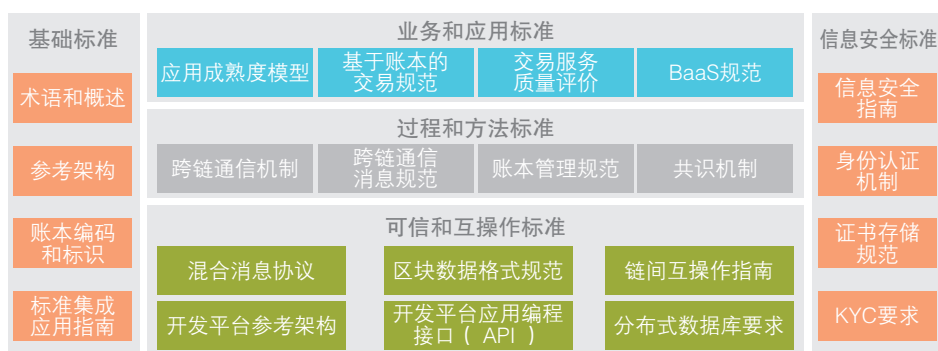 基础标准
术语和概述
参考架构
账本编码
和标识
标准集成
应用指南
业务和应用标准
应用成熟度模型
基于账本的
交易规范
交易服务
质量评价
BaaS规范
过程和方法标准
跨链通信机制
跨链通信
消息规范
账本管理规范
共识机制
可信和互操作标准
混合消息协议
区块数据格式规范
链间互操作指南
开发平台参考架构
开发平台应用编程
接口（API）
分布式数据库要求
信息安全标准
信息安全
指南
身份认证
机制
证书存储
规范
KYC要求